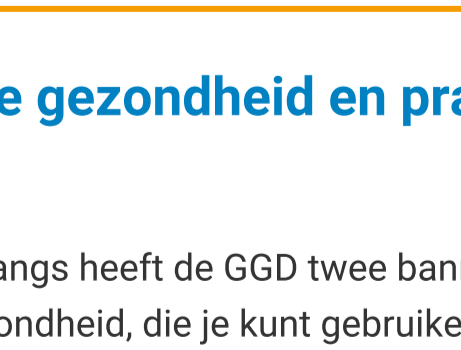 e gezondheid en pra
angs heeft de GGD twee ban
ondheid, die je kunt gebruike